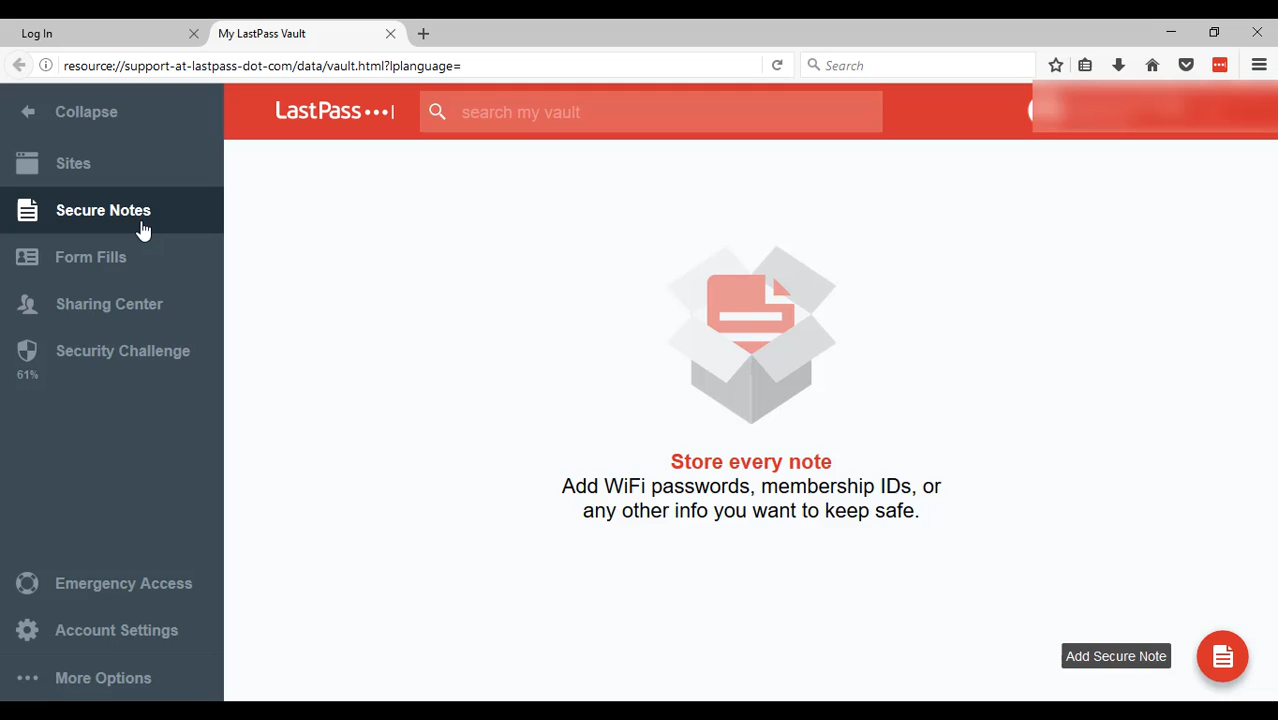 Log In
My LastPass Vault
resource://support-at-lastpass-dot-com/data/vault.html?lplanguage=
Search
Collapse
LastPass
search my vault
Sites
Secure Notes
Form Fills
Sharing Center
Security Challenge
61%
Store every note
Add WiFi passwords, membership IDs, or
any other info you want to keep safe.
Emergency Access
Account Settings
Add Secure Note
More Options